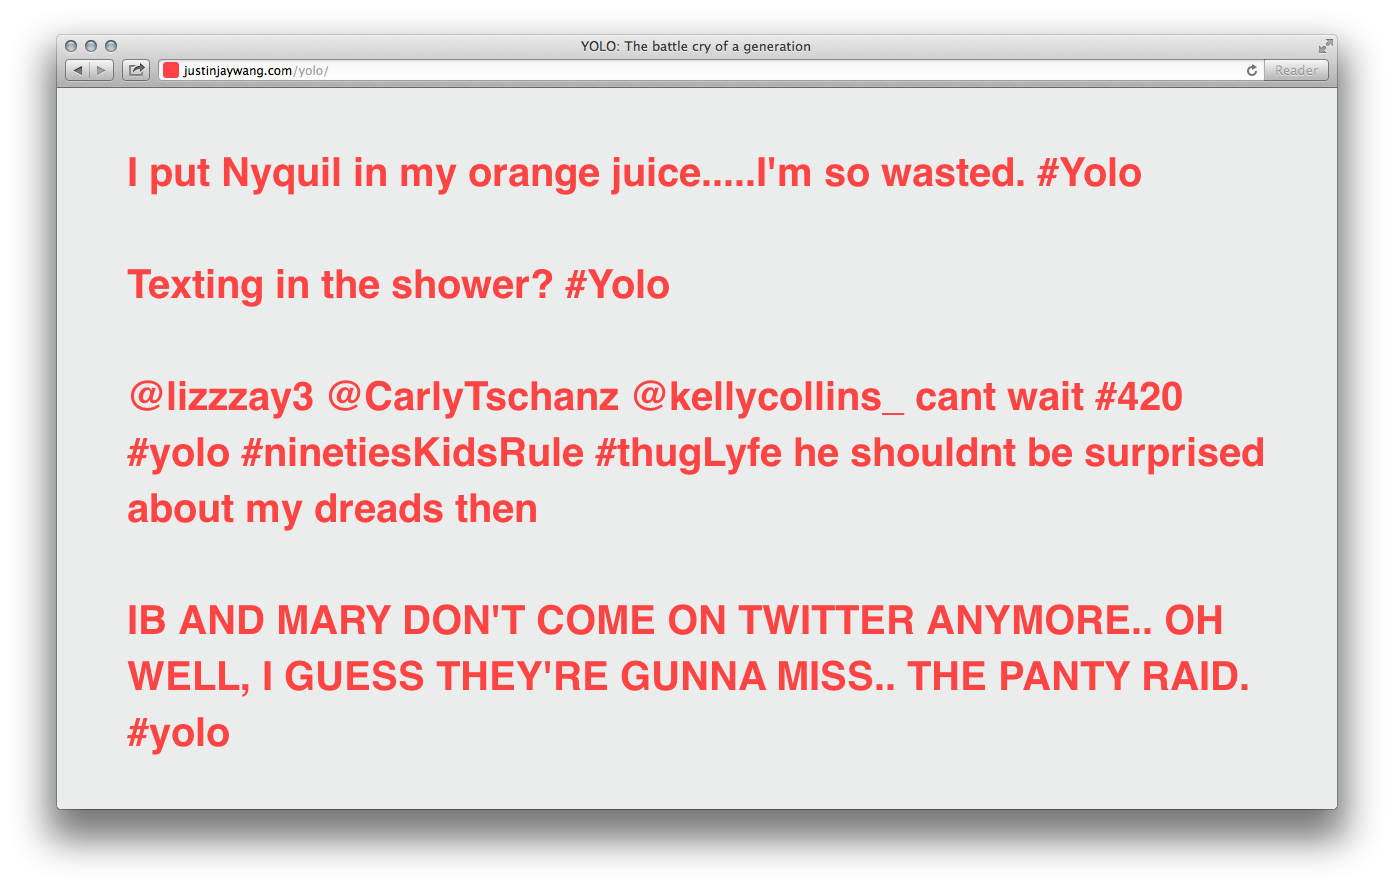 YOLO: The battle cry of a generation
justinjaywang.com/yolo/
Reader
I put Nyquil in my orange juice.....I'm so wasted. #Yolo
Texting in the shower? #Yolo
@lizzzay3 @CarlyTschanz @kellycollins_ cant wait #420
#yolo #ninetiesKidsRule #thugLyfe he shouldnt be surprised
about my dreads then
IB AND MARY DON'T COME ON TWITTER ANYMORE.. OH
WELL, I GUESS THEY'RE GUNNA MISS.. THE PANTY RAID.
#yolo